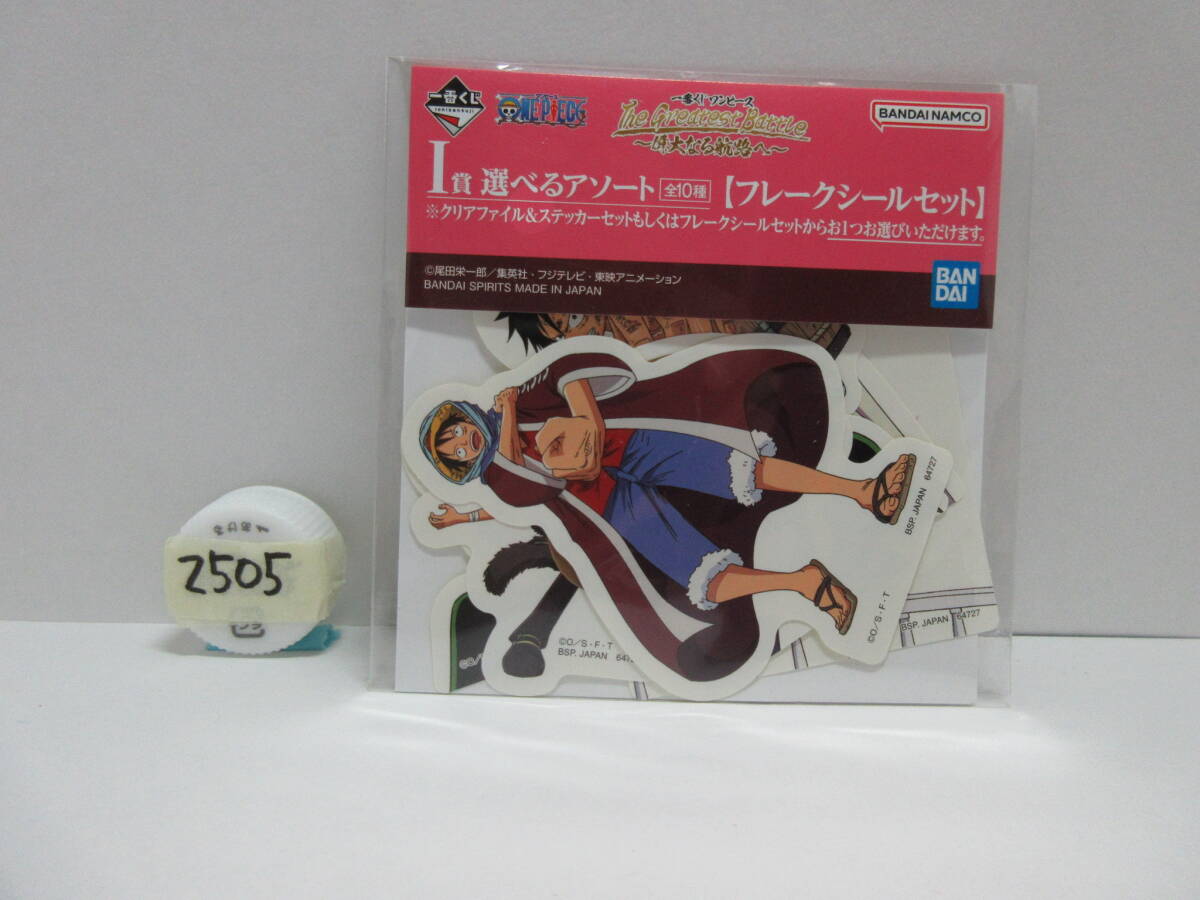 一番くじ
ichibankuji
ONE PIECE
一番くじ ワンピース
The Greatest Battle
～偉大なる航路へ～
BANDAI NAMCO
I賞 選べるアソート 全10種 【フレークシールセット】
※クリアファイル&ステッカーセットもしくはフレークシールセットからお1つお選びいただけます。
©尾田栄一郎／集英社・フジテレビ・東映アニメーション
BANDAI SPIRITS MADE IN JAPAN
BAN
DAI
2505
プラ
BSP. JAPAN 64727
©O／S・F・T
©O／S・F・T
BSP. JAPAN 6472
©O／S
BSP. JAPAN 64727